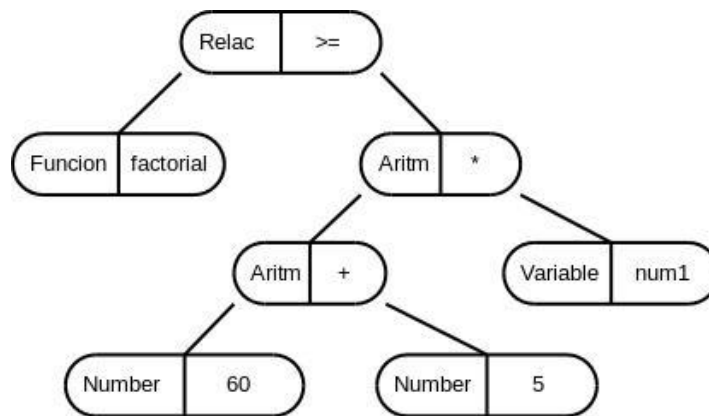 Relac >=
Funcion factorial
Aritm *
Aritm +
Variable num1
Number 60
Number 5